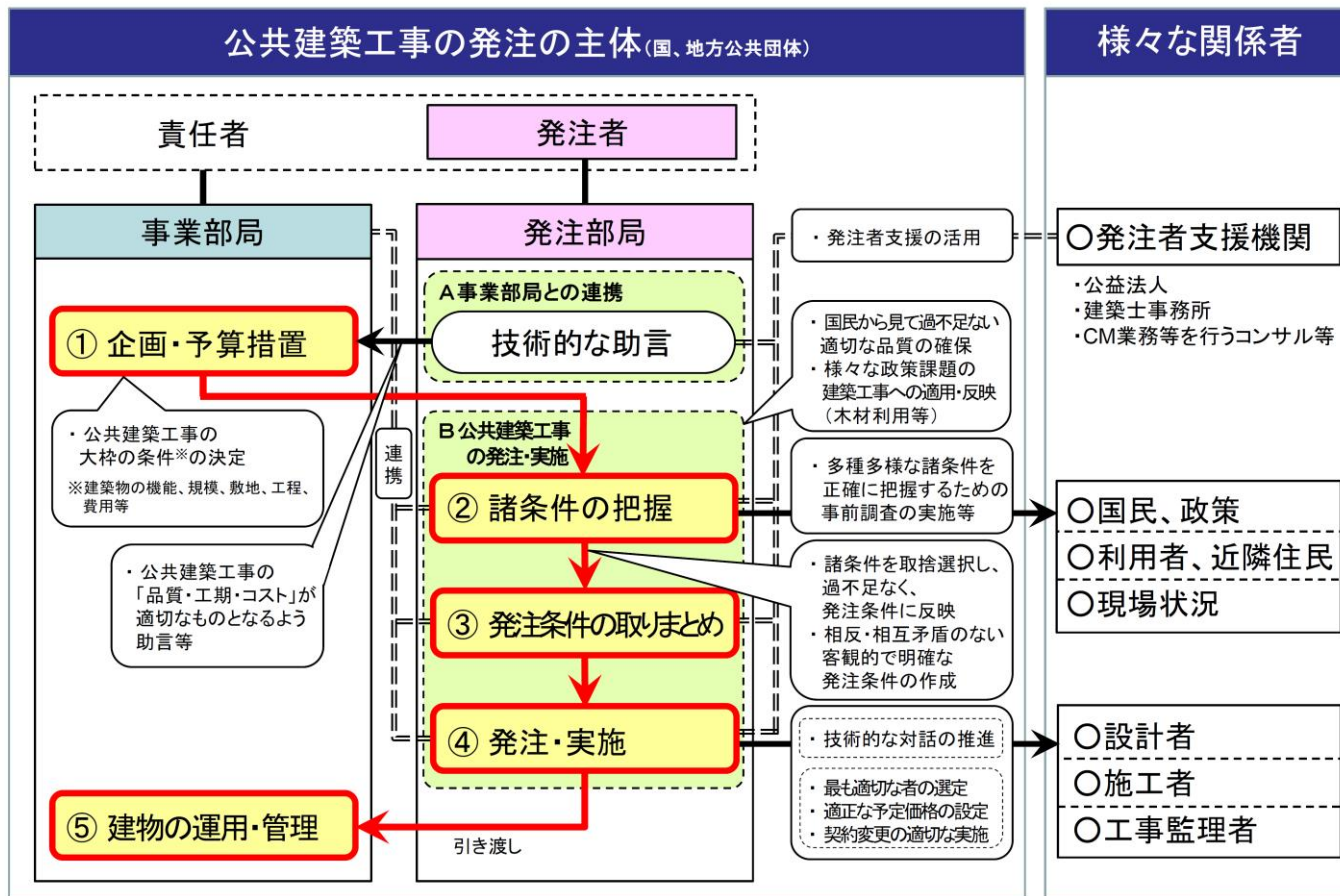 公共建築工事の発注の主体(国、地方公共団体)
様々な関係者
責任者
発注者
事業部局
発注部局
A 事業部局との連携
技術的な助言
① 企画・予算措置
・ 公共建築工事の
大枠の条件※の決定
※建築物の機能、規模、敷地、工程、
費用等
・ 公共建築工事の
「品質・工期・コスト」が
適切なものとなるよう
助言等
連携
B 公共建築工事
の発注・実施
② 諸条件の把握
③ 発注条件の取りまとめ
④ 発注・実施
⑤ 建物の運用・管理
引き渡し
・ 発注者支援の活用
・ 国民から見て過不足ない
適切な品質の確保
・ 様々な政策課題の
建築工事への適用・反映
(木材利用等)
・ 多種多様な諸条件を
正確に把握するための
事前調査の実施等
・ 諸条件を取捨選択し、
過不足なく、
発注条件に反映
・ 相反・相互矛盾のない
客観的で明確な
発注条件の作成
・ 技術的な対話の推進
・ 最も適切な者の選定
・ 適正な予定価格の設定
・ 契約変更の適切な実施
○発注者支援機関
・公益法人
・建築士事務所
・CM業務等を行うコンサル等
○国民、政策
○利用者、近隣住民
○現場状況
○設計者
○施工者
○工事監理者